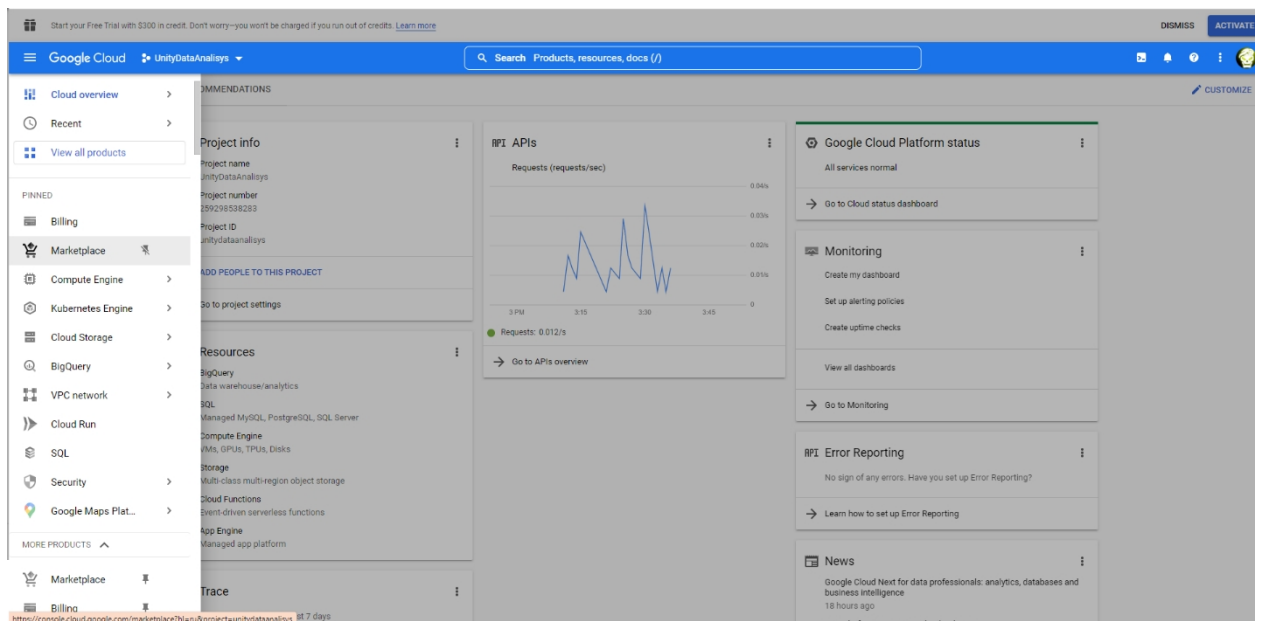 Start your Free Trial with $300 in credit. Don't worry—you won't be charged if you run out of credits. Learn more
DISMISS
ACTIVATE
Google Cloud
UnityDataAnalisys
Search Products, resources, docs (/)
Cloud overview
Recent
View all products
PINNED
Billing
Marketplace
Compute Engine
Kubernetes Engine
Cloud Storage
BigQuery
VPC network
Cloud Run
SQL
Security
Google Maps Plat...
MORE PRODUCTS
Marketplace
Billing
https://console.cloud.google.com/marketplace?hl=ru&project=unitydataanalisys
OMMENDATIONS
CUSTOMIZE
Project info
Project name
UnityDataAnalisys
Project number
259298538283
Project ID
unitydataanalisys
ADD PEOPLE TO THIS PROJECT
Go to project settings
Resources
BigQuery
Data warehouse/analytics
SQL
Managed MySQL, PostgreSQL, SQL Server
Compute Engine
VMs, GPUs, TPUs, Disks
Storage
Multi-class multi-region object storage
Cloud Functions
Event-driven serverless functions
App Engine
Managed app platform
Trace
st 7 days
API APIs
Requests (requests/sec)
0.04/s
0.03/s
0.02/s
0.01/s
0
3 PM 3:15 3:30 3:45
Requests: 0.012/s
Go to APIs overview
Google Cloud Platform status
All services normal
Go to Cloud status dashboard
Monitoring
Create my dashboard
Set up alerting policies
Create uptime checks
View all dashboards
Go to Monitoring
API Error Reporting
No sign of any errors. Have you set up Error Reporting?
Learn how to set up Error Reporting
News
Google Cloud Next for data professionals: analytics, databases and
business intelligence
18 hours ago